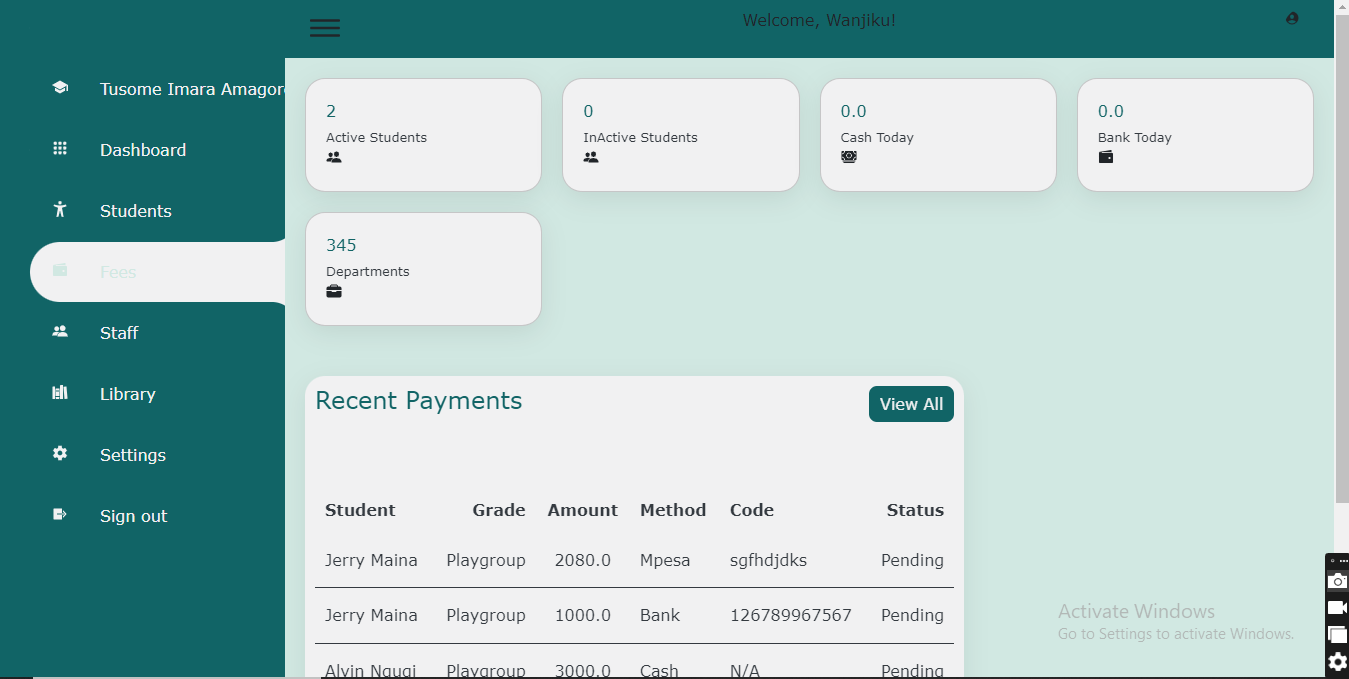 Welcome, Wanjiku!
Tusome Imara Amagoro
Dashboard
Students
Fees
Staff
Library
Settings
Sign out
2
Active Students
0
InActive Students
0.0
Cash Today
0.0
Bank Today
345
Departments
Recent Payments
View All
Student Grade Amount Method Code Status
Jerry Maina Playgroup 2080.0 Mpesa sgfhdjdks Pending
Jerry Maina Playgroup 1000.0 Bank 126789967567 Pending
Alvin Ngugi Playgroup 3000.0 Cash N/A Pending
Activate Windows
Go to Settings to activate Windows.